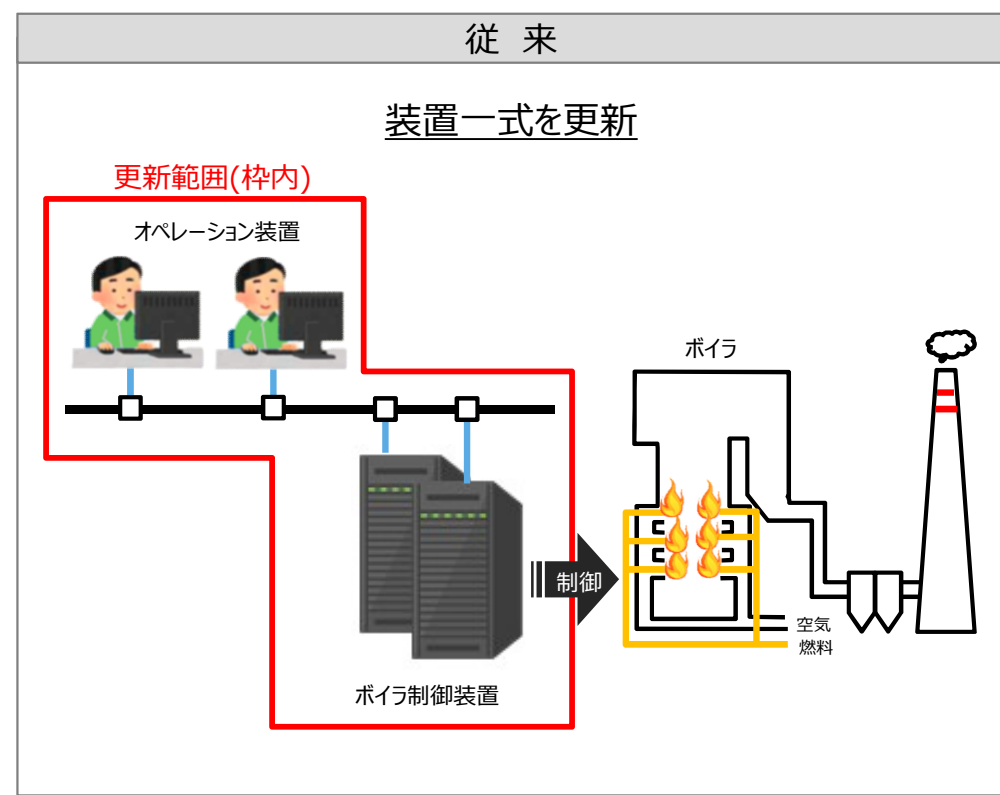 従 来
装置一式を更新
更新範囲(枠内)
オペレーション装置
ボイラ
制御
空気
燃料
ボイラ制御装置